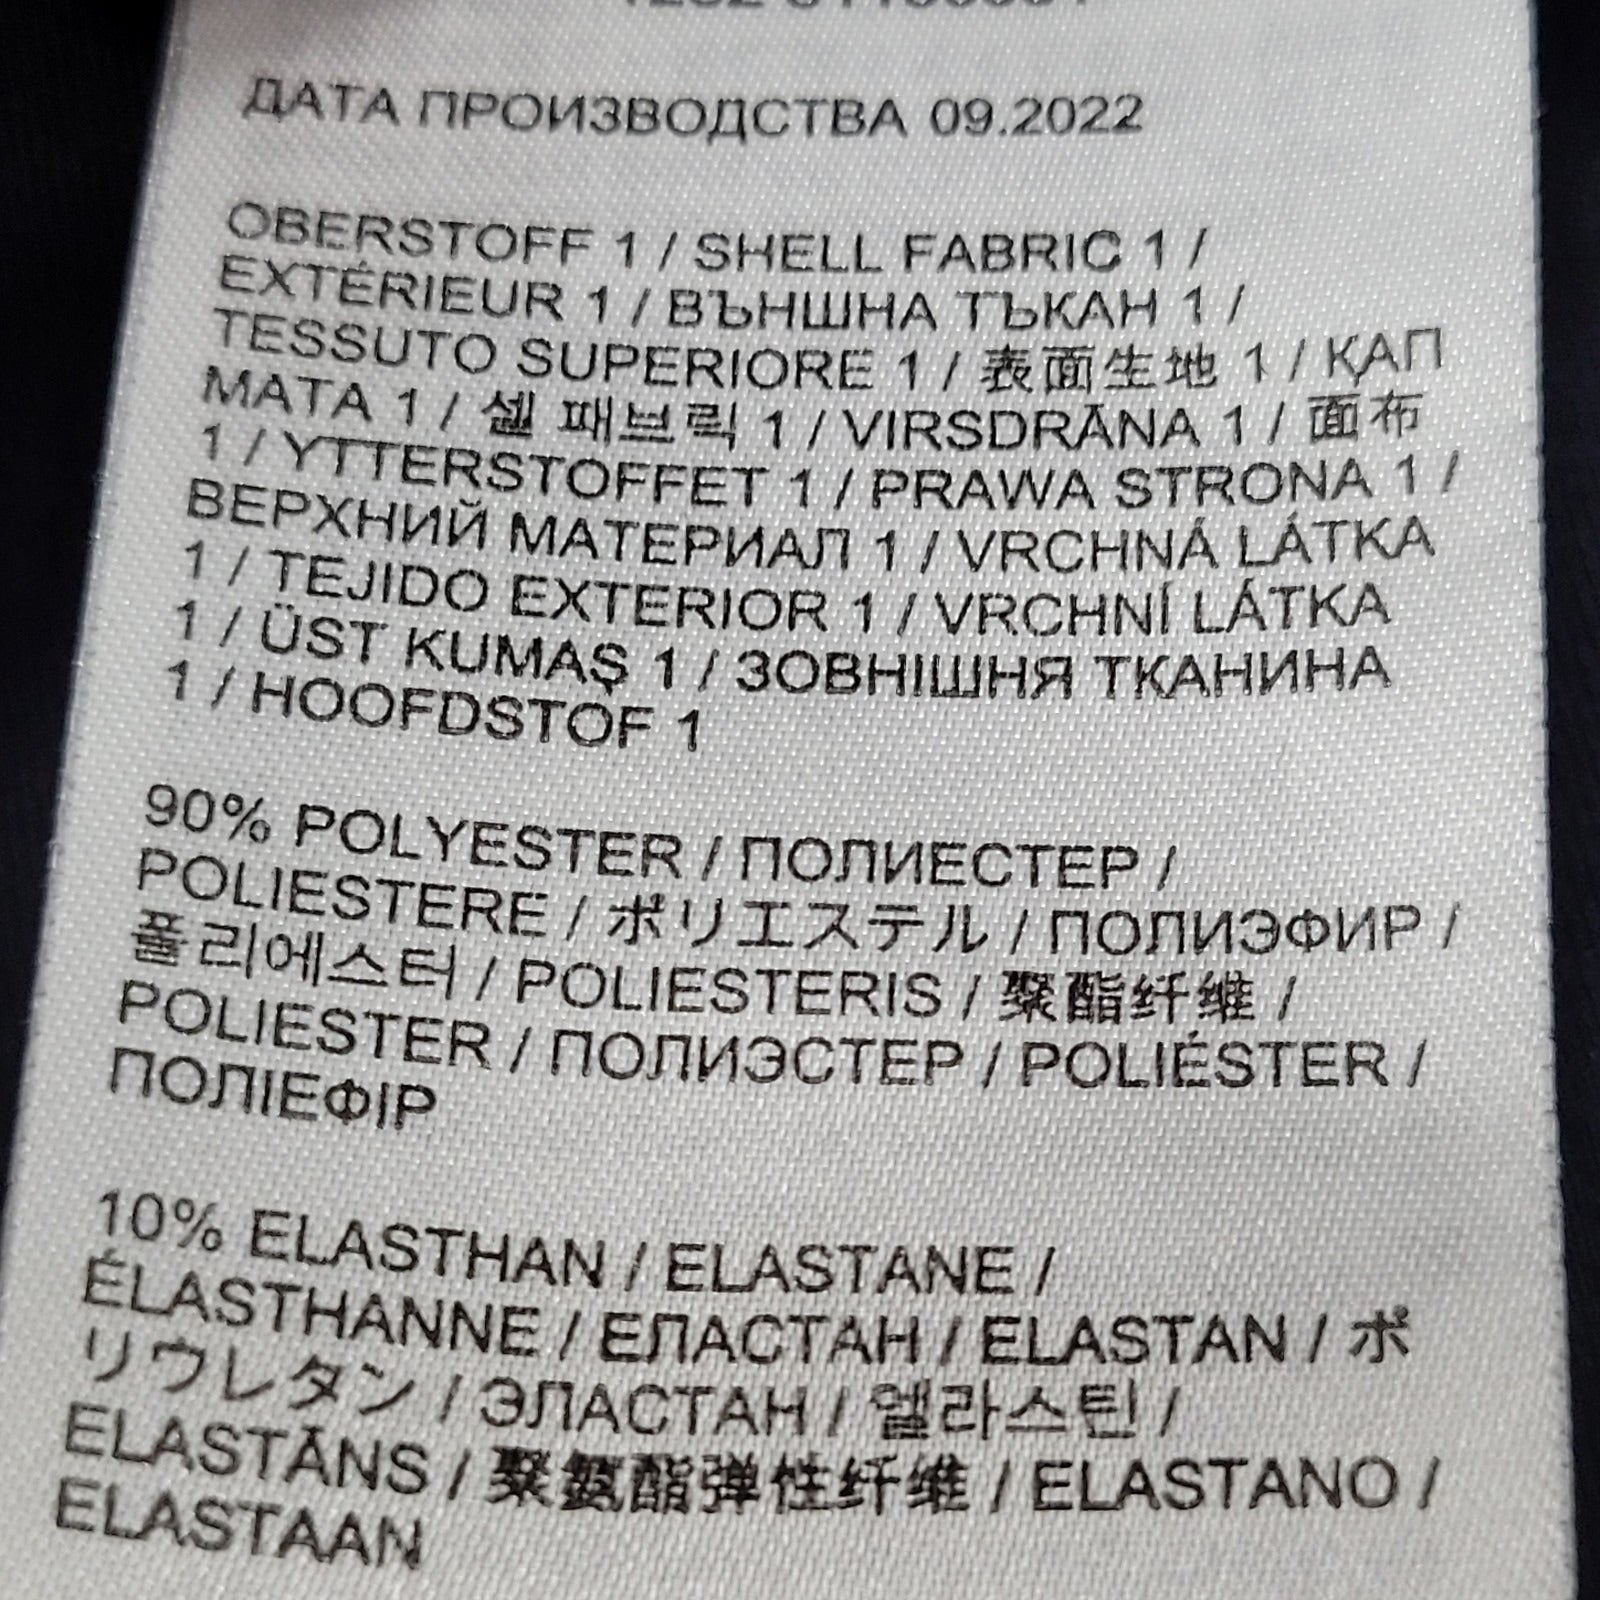 ДАТА ПРОИЗВОДСТВА 09.2022
OBERSTOFF 1 / SHELL FABRIC 1 /
EXTÉRIEUR 1 / ВЪНШНА ТЪКАН 1 /
TESSUTO SUPERIORE 1 / 表面生地 1 / ҚАП
МАТА 1 / 셸 패브릭 1 / VIRSDRĀNA 1 / 面布
1 / YTTERSTOFFET 1 / PRAWA STRONA 1 /
ВЕРХНИЙ МАТЕРИАЛ 1 / VRCHNÁ LÁTKA
1 / TEJIDO EXTERIOR 1 / VRCHNÍ LÁTKA
1 / ÜST KUMAŞ 1 / ЗОВНІШНЯ ТКАНИНА
1 / HOOFDSTOF 1
90% POLYESTER / ПОЛИЕСТЕР /
POLIESTERE / ポリエステル / ПОЛИЭФИР /
폴리에스터 / POLIESTERIS / 聚酯纤维 /
POLIESTER / ПОЛИЭСТЕР / POLIÉSTER /
ПОЛІЕФІР
10% ELASTHAN / ELASTANE /
ÉLASTHANNE / ЕЛАСТАН / ELASTAN / ポ
リウレタン / ЭЛАСТАН / 엘라스틴 /
ELASTĀNS / 聚氨酯弹性纤维 / ELASTANO /
ELASTAAN